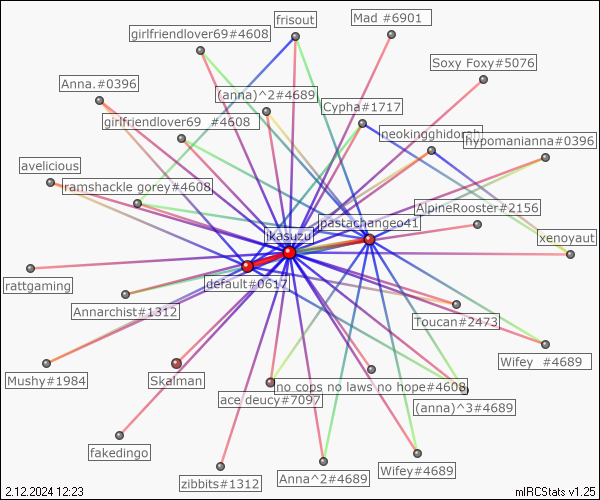 frisout
Mad #6901
girlfriendlover69#4608
Soxy Foxy#5076
Anna.#0396
(anna)^2#4689
Cypha#1717
girlfriendlover69 #4608
neokingghidorah
hypomanianna#0396
avelicious
ramshackle gorey#4608
AlpineRooster#2156
pastachangeo41
jkasuzu
xenoyaut
rattgaming
default#0617
Annarchist#1312
Toucan#2473
Wifey #4689
Mushy#1984
Skalman
no cops no laws no hope#4608
ace deucy#7097
(anna)^3#4689
fakedingo
zibbits#1312
Anna^2#4689
Wifey#4689
2.12.2024 12:23
mIRCStats v1.25